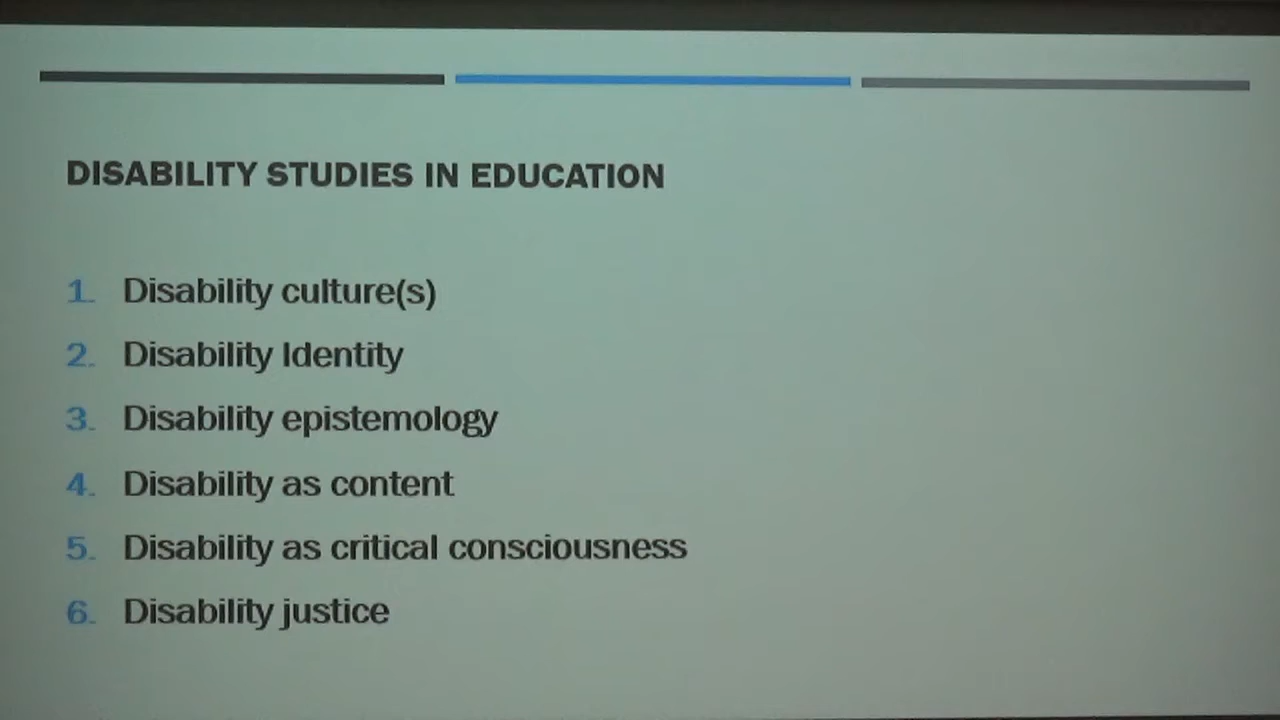 DISABILITY STUDIES IN EDUCATION
1. Disability culture(s)
2. Disability Identity
3. Disability epistemology
4. Disability as content
5. Disability as critical consciousness
6. Disability justice